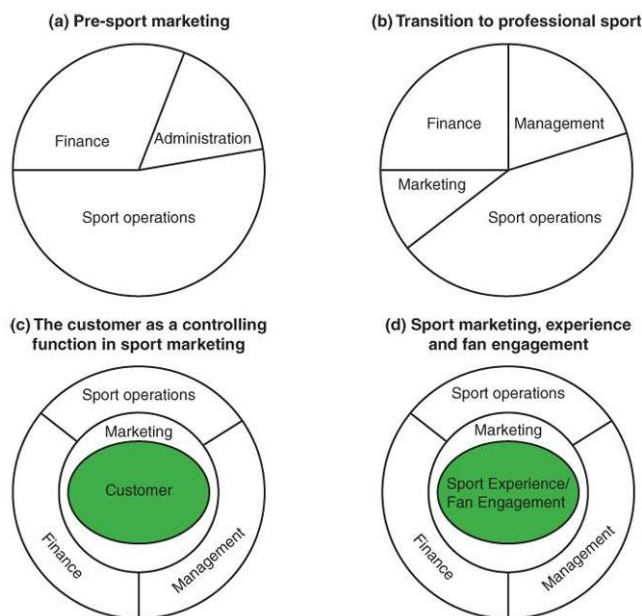 (a) Pre-sport marketing
Finance
Administration
Sport operations
(b) Transition to professional sport
Finance
Management
Marketing
Sport operations
(c) The customer as a controlling
function in sport marketing
Sport operations
Marketing
Customer
Finance
Management
(d) Sport marketing, experience
and fan engagement
Sport operations
Marketing
Sport Experience/
Fan Engagement
Finance
Management